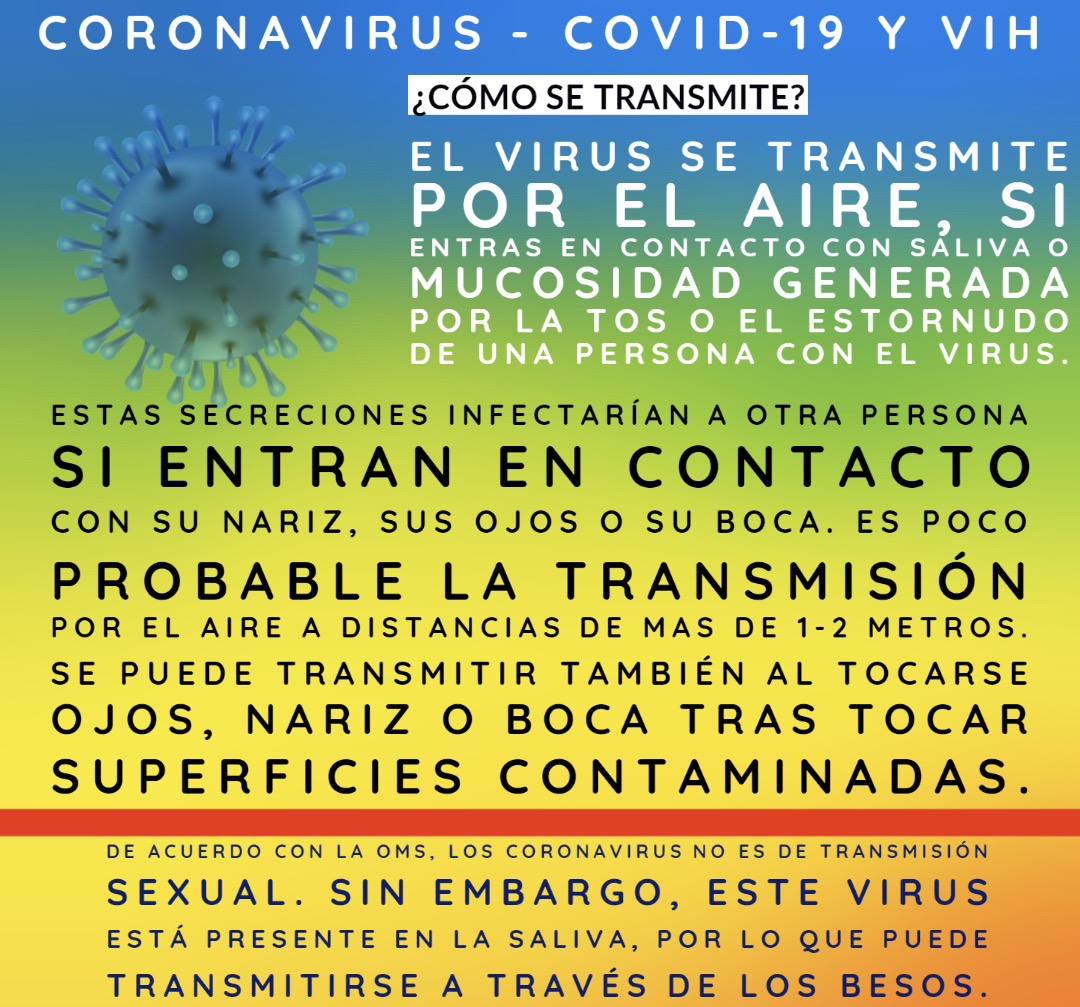 CORONAVIRUS - COVID-19 Y VIH
¿CÓMO SE TRANSMITE?
EL VIRUS SE TRANSMITE
POR EL AIRE, SI
ENTRAS EN CONTACTO CON SALIVA O
MUCOSIDAD GENERADA
POR LA TOS O EL ESTORNUDO
DE UNA PERSONA CON EL VIRUS.
ESTAS SECRECIONES INFECTARÍAN A OTRA PERSONA
SI ENTRAN EN CONTACTO
CON SU NARIZ, SUS OJOS O SU BOCA. ES POCO
PROBABLE LA TRANSMISIÓN
POR EL AIRE A DISTANCIAS DE MAS DE 1-2 METROS.
SE PUEDE TRANSMITIR TAMBIÉN AL TOCARSE
OJOS, NARIZ O BOCA TRAS TOCAR
SUPERFICIES CONTAMINADAS.
DE ACUERDO CON LA OMS, LOS CORONAVIRUS NO ES DE TRANSMISIÓN
SEXUAL. SIN EMBARGO, ESTE VIRUS
ESTÁ PRESENTE EN LA SALIVA, POR LO QUE PUEDE
TRANSMITIRSE A TRAVÉS DE LOS BESOS.